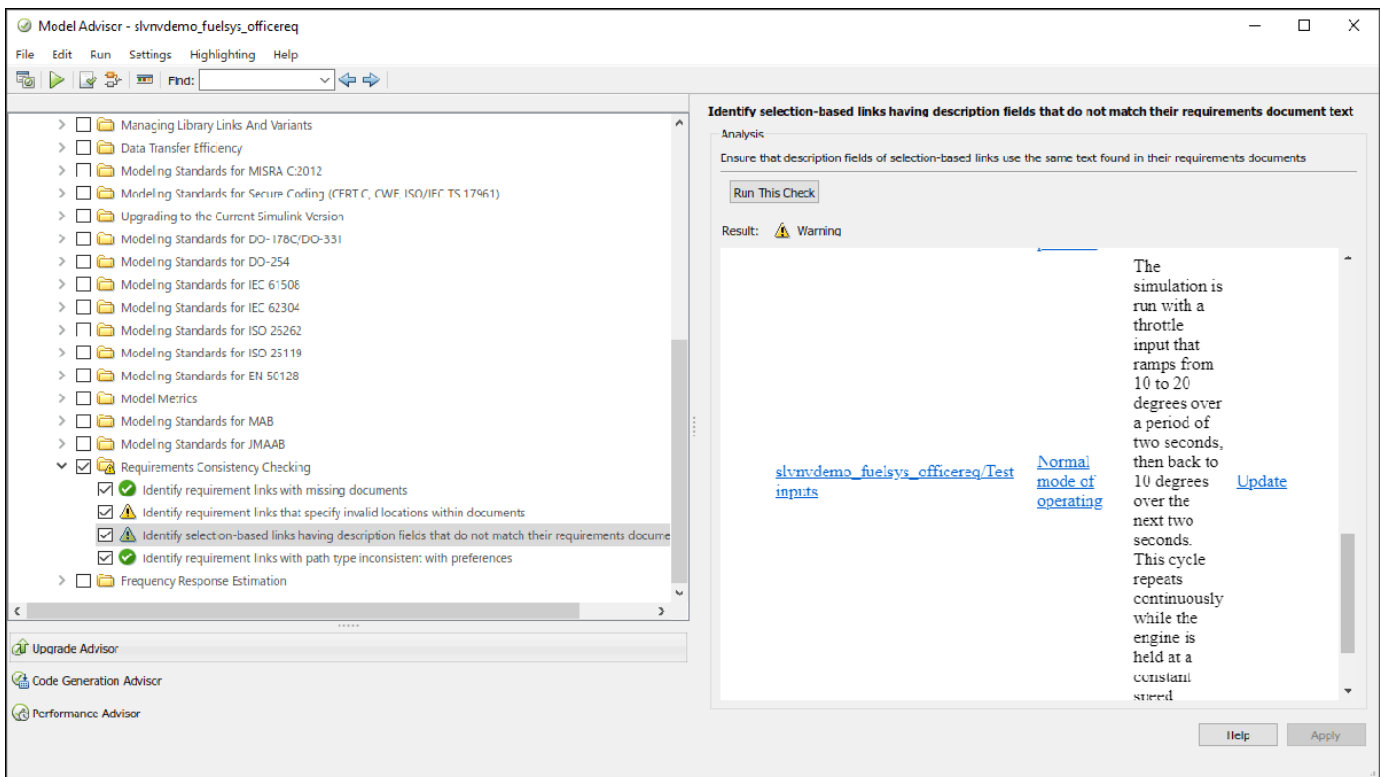 Model Advisor - slvnvdemo_fuelsys_officereq
File Edit Run Settings Highlighting Help
Find:
Managing Library Links And Variants
Data Transfer Efficiency
Modeling Standards for MISRA C:2012
Modeling Standards for Secure Coding (CERT C, CWE, ISO/IEC TS 17961)
Upgrading to the Current Simulink Version
Modeling Standards for DO-178C/DO-331
Modeling Standards for DO-254
Modeling Standards for IEC 61508
Modeling Standards for IEC 62304
Modeling Standards for ISO 26262
Modeling Standards for ISO 25119
Modeling Standards for EN 50128
Model Metrics
Modeling Standards for MAB
Modeling Standards for JMAAB
Requirements Consistency Checking
Identify requirement links with missing documents
Identify requirement links that specify invalid locations within documents
Identify selection-based links having description fields that do not match their requirements docume
Identify requirement links with path type inconsistent with preferences
Frequency Response Estimation
Upgrade Advisor
Code Generation Advisor
Performance Advisor
Identify selection-based links having description fields that do not match their requirements document text
Analysis
Ensure that description fields of selection-based links use the same text found in their requirements documents
Run This Check
Result: Warning
slvnvdemo_fuelsys_officereq/Test
inputs
Normal
mode of
operating
The
simulation is
run with a
throttle
input that
ramps from
10 to 20
degrees over
a period of
two seconds,
then back to
10 degrees
over the
next two
seconds.
This cycle
repeats
continuously
while the
engine is
held at a
constant
speed
Update
Help Apply